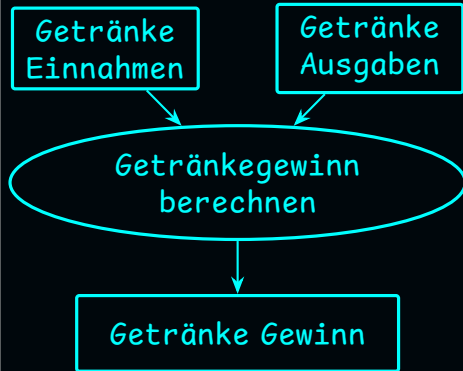 Getränke
Einnahmen
Getränke
Ausgaben
Getränkegewinn
berechnen
Getränke Gewinn